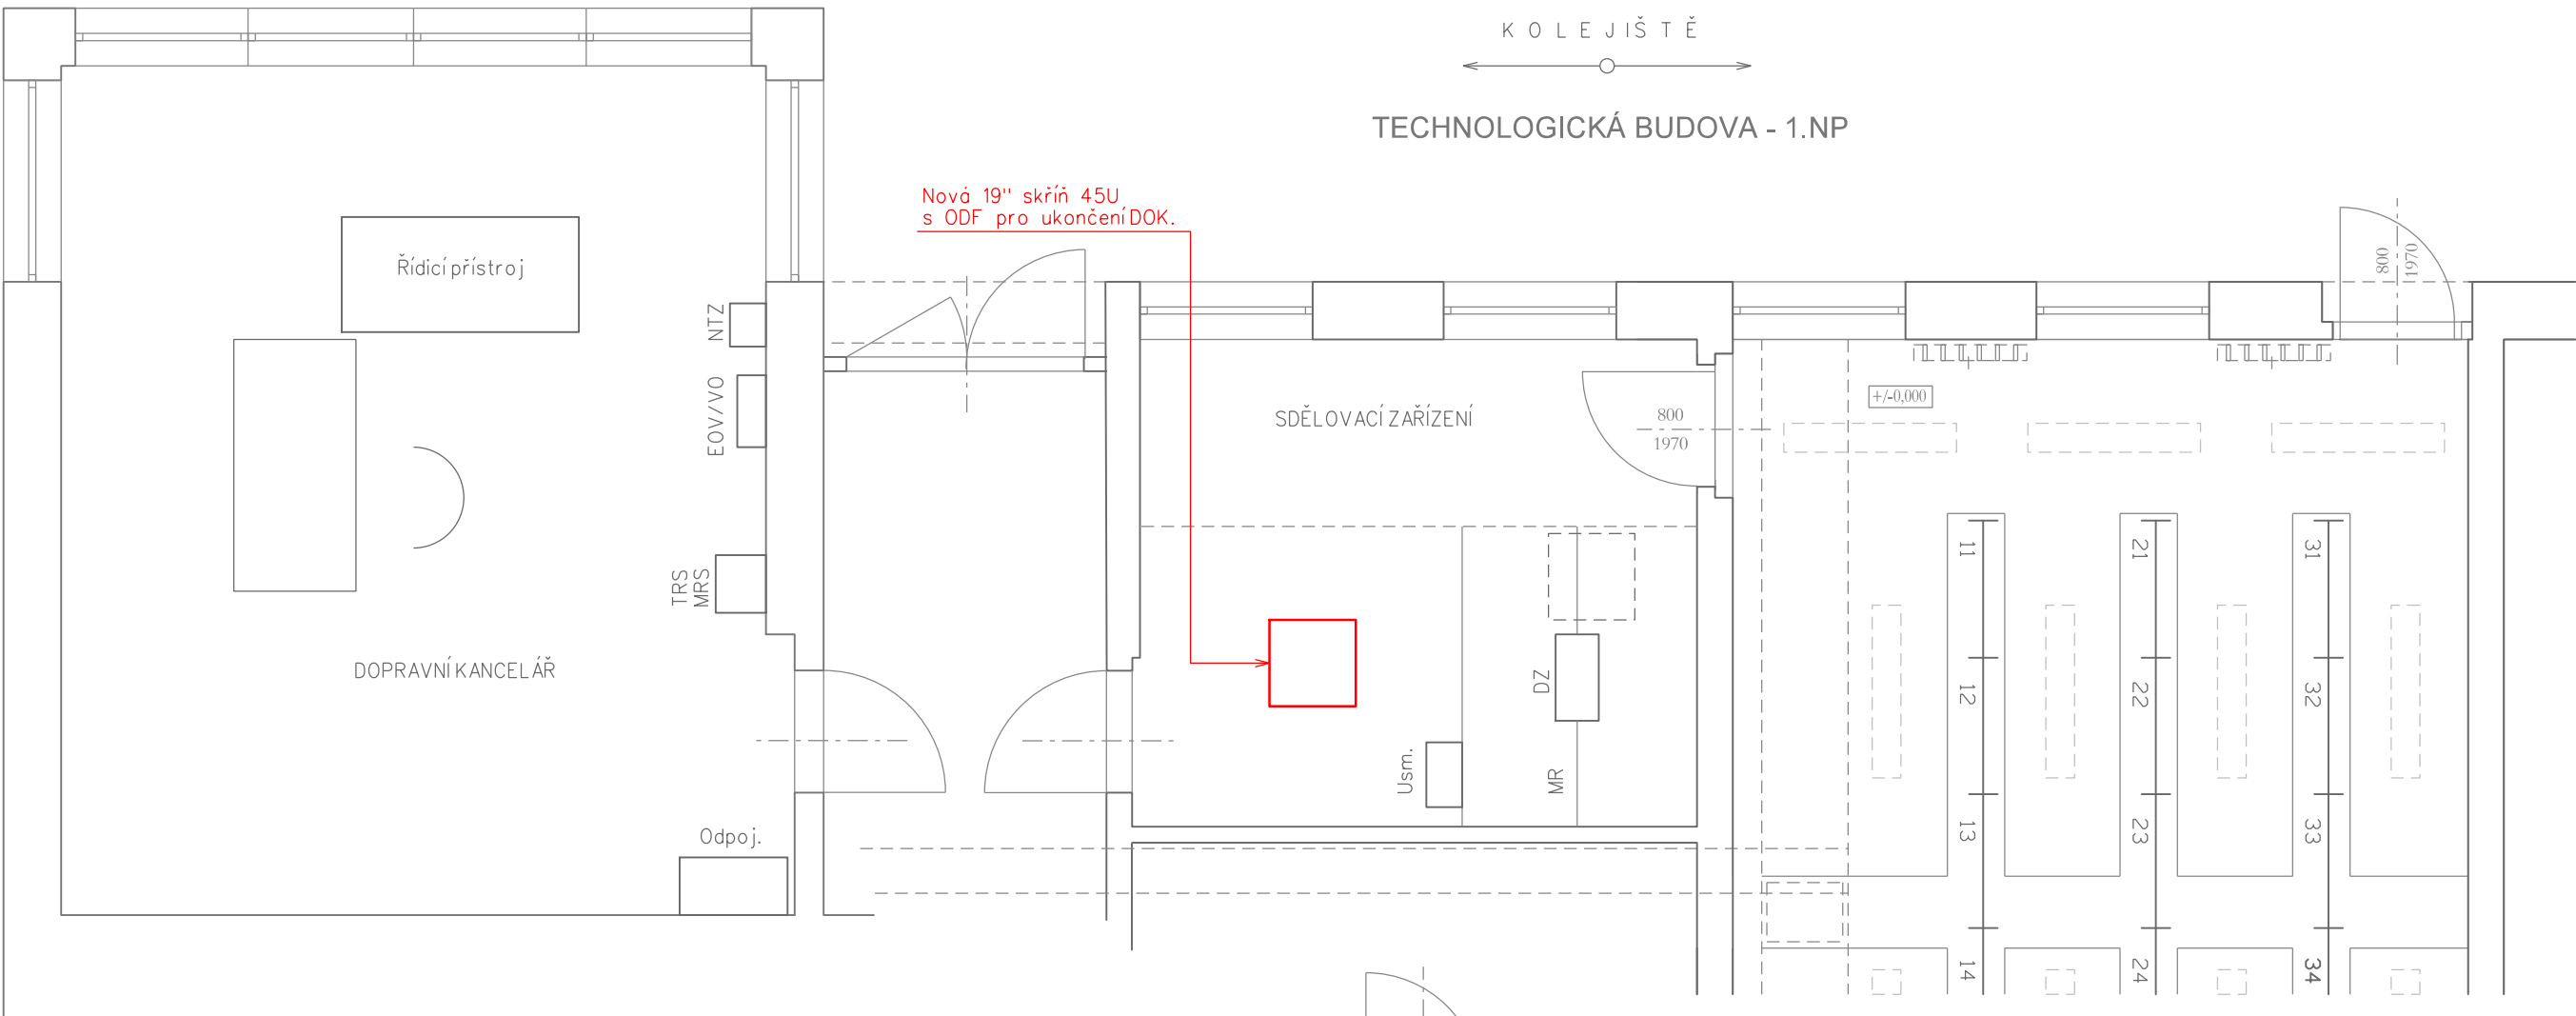 K O L E J I Š T Ě
TECHNOLOGICKÁ BUDOVA - 1.NP
Nová 19" skříň 45U
s ODF pro ukončení DOK.
Řídicí přístroj
NTZ
EOV/VO
TRS
MRS
DOPRAVNÍ KANCELÁŘ
Odpoj.
SDĚLOVACÍ ZAŘÍZENÍ
800
1970
DZ
Usm.
MR
800
1970
+/-0,000
11
12
13
14
21
22
23
24
31
32
33
34